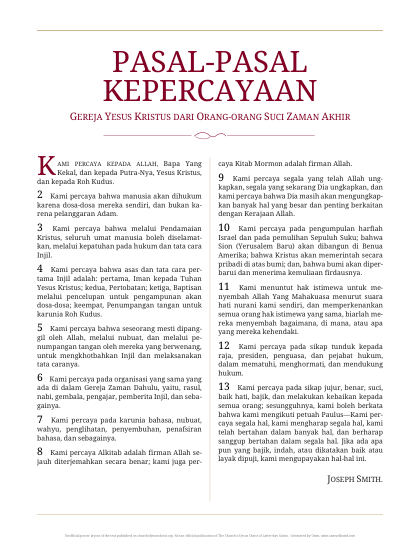 PASAL-PASAL
KEPERCAYAAN
GEREJA YESUS KRISTUS DARI ORANG-ORANG SUCI ZAMAN AKHIR
KAMI PERCAYA KEPADA ALLAH, Bapa Yang
Kekal, dan kepada Putra-Nya, Yesus Kristus,
dan kepada Roh Kudus.
2 Kami percaya bahwa manusia akan dihukum
karena dosa-dosa mereka sendiri, dan bukan ka-
rena pelanggaran Adam.
3 Kami percaya bahwa melalui Pendamaian
Kristus, seluruh umat manusia boleh diselamat-
kan, melalui kepatuhan pada hukum dan tata cara
Injil.
4 Kami percaya bahwa asas dan tata cara per-
tama Injil adalah: pertama, Iman kepada Tuhan
Yesus Kristus; kedua, Pertobatan; ketiga, Baptisan
melalui pencelupan untuk pengampunan akan
dosa-dosa; keempat, Penumpangan tangan untuk
karunia Roh Kudus.
5 Kami percaya bahwa seseorang mesti dipang-
gil oleh Allah, melalui nubuat, dan melalui pe-
numpangan tangan oleh mereka yang berwenang,
untuk mengkhotbahkan Injil dan melaksanakan
tata caranya.
6 Kami percaya pada organisasi yang sama yang
ada di dalam Gereja Zaman Dahulu, yaitu, rasul,
nabi, gembala, pengajar, pemberita Injil, dan seba-
gainya.
7 Kami percaya pada karunia bahasa, nubuat,
wahyu, penglihatan, penyembuhan, penafsiran
bahasa, dan sebagainya.
8 Kami percaya Alkitab adalah firman Allah se-
jauh diterjemahkan secara benar; kami juga per-
caya Kitab Mormon adalah firman Allah.
9 Kami percaya segala yang telah Allah ung-
kapkan, segala yang sekarang Dia ungkapkan, dan
kami percaya bahwa Dia masih akan mengungkap-
kan banyak hal yang besar dan penting berkaitan
dengan Kerajaan Allah.
10 Kami percaya pada pengumpulan harfiah
Israel dan pada pemulihan Sepuluh Suku; bahwa
Sion (Yerusalem Baru) akan dibangun di Benua
Amerika; bahwa Kristus akan memerintah secara
pribadi di atas bumi; dan, bahwa bumi akan diper-
barui dan menerima kemuliaan firdausnya.
11 Kami menuntut hak istimewa untuk me-
nyembah Allah Yang Mahakuasa menurut suara
hati nurani kami sendiri, dan memperkenankan
semua orang hak istimewa yang sama, biarlah me-
reka menyembah bagaimana, di mana, atau apa
yang mereka kehendaki.
12 Kami percaya pada sikap tunduk kepada
raja, presiden, penguasa, dan pejabat hukum,
dalam mematuhi, menghormati, dan mendukung
hukum.
13 Kami percaya pada sikap jujur, benar, suci,
baik hati, bajik, dan melakukan kebaikan kepada
semua orang; sesungguhnya, kami boleh berkata
bahwa kami mengikuti petuah Paulus—Kami per-
caya segala hal, kami mengharap segala hal, kami
telah bertahan dalam banyak hal, dan berharap
sanggup bertahan dalam segala hal. Jika ada apa
pun yang bajik, indah, atau dikatakan baik atau
layak dipuji, kami mengupayakan hal-hal ini.
JOSEPH SMITH.